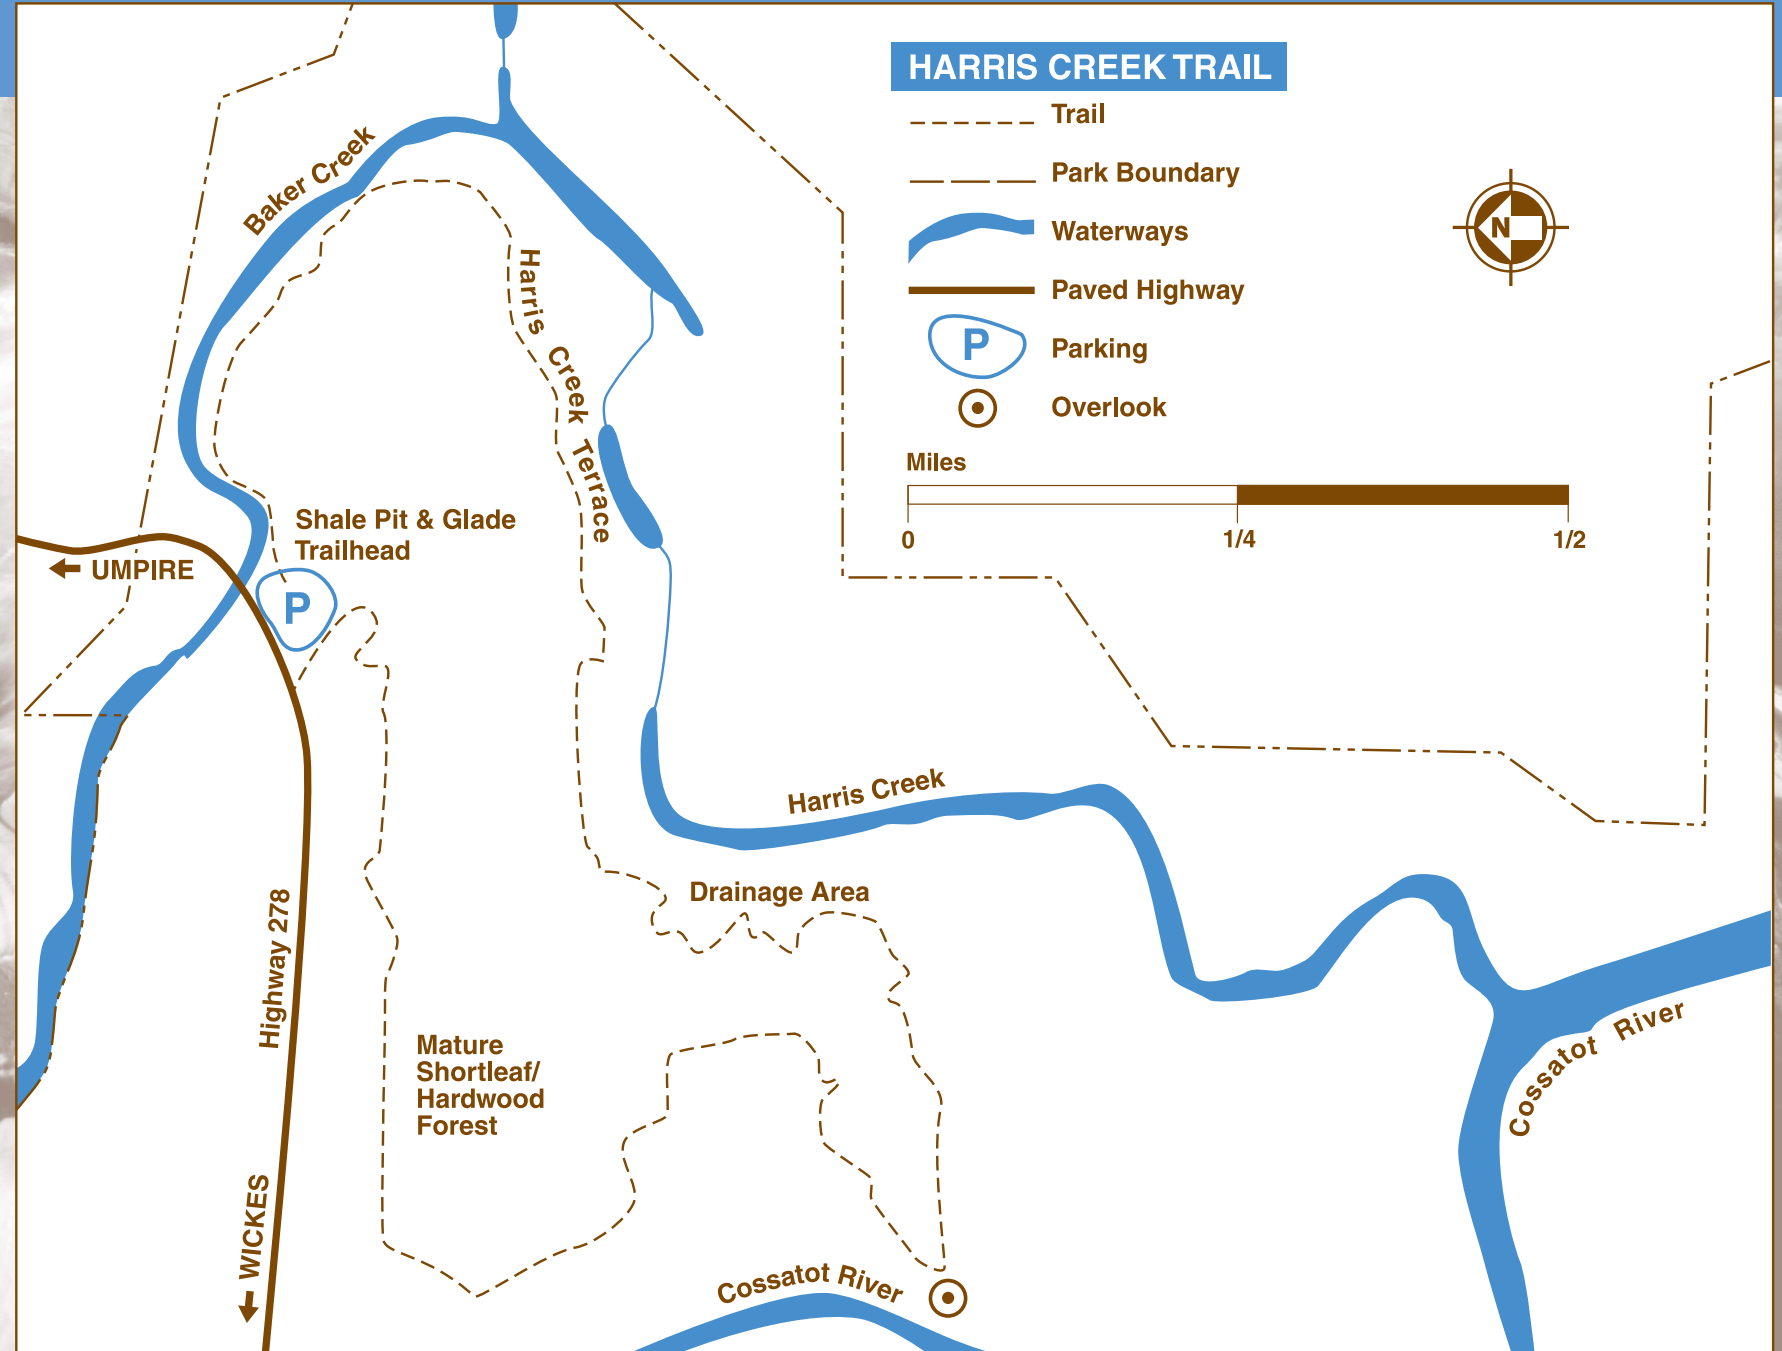 HARRIS CREEK TRAIL
Trail
Park Boundary
Waterways
Paved Highway
P
Parking
Overlook
N
Miles
0
1/4
1/2
Baker Creek
Harris Creek Terrace
Shale Pit & Glade
Trailhead
UMPIRE
P
Harris Creek
Drainage Area
Highway 278
Mature
Shortleaf/
Hardwood
Forest
WICKES
Cossatot River
Cossatot River